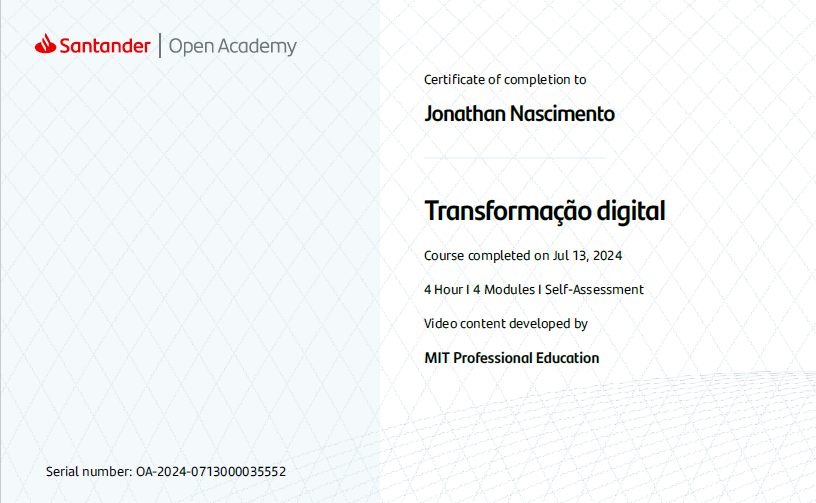 Santander | Open Academy
Certificate of completion to
Jonathan Nascimento
Transformação digital
Course completed on Jul 13, 2024
4 Hour I 4 Modules I Self-Assessment
Video content developed by
MIT Professional Education
Serial number: OA-2024-0713000035552